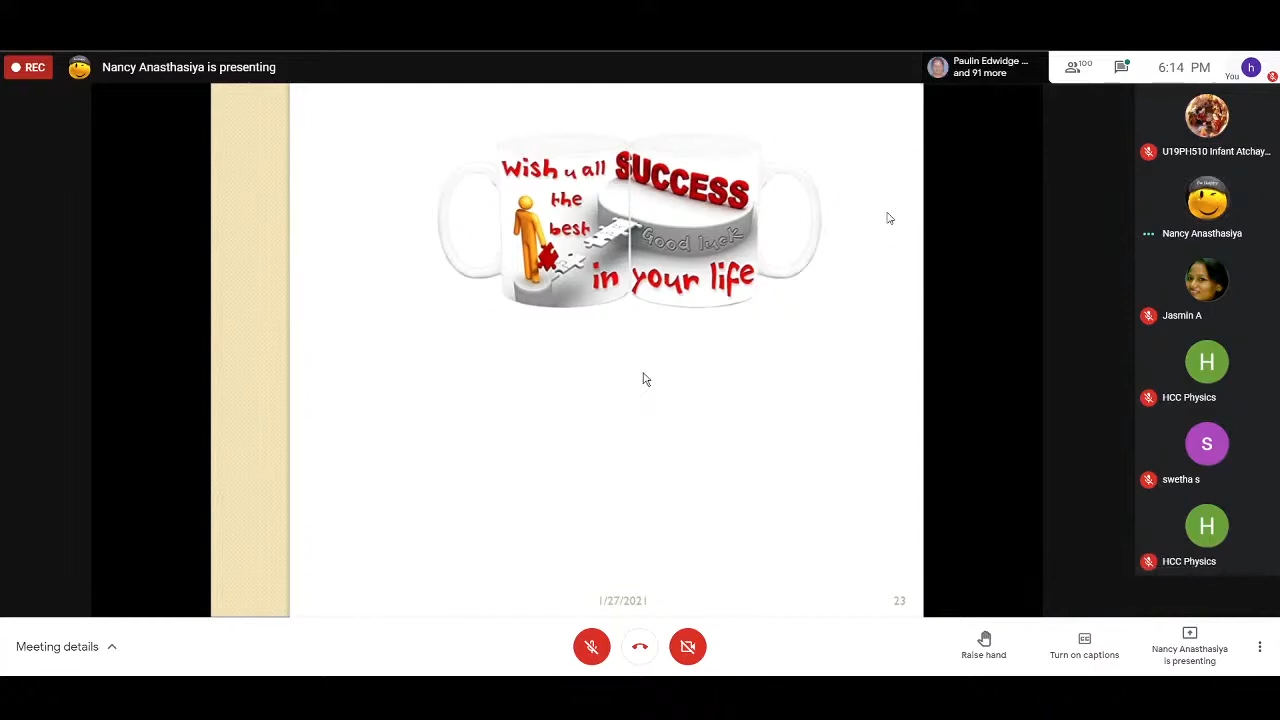 REC
Nancy Anasthasiya is presenting
Paulin Edwidge ...
and 91 more
100
6:14 PM
You
h
U19PH510 Infant Atchay...
Nancy Anasthasiya
Jasmin A
H
HCC Physics
S
swetha s
H
HCC Physics
Wish u all SUCCESS
the
best
Good luck
in your life
1/27/2021
23
Meeting details
Raise hand
Turn on captions
Nancy Anasthasiya
is presenting